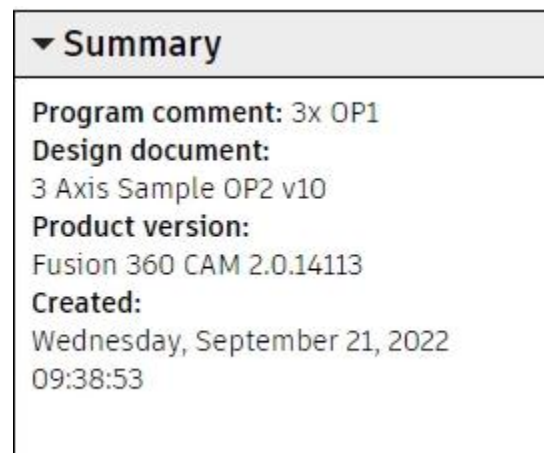 Summary
Program comment: 3x OP1
Design document:
3 Axis Sample OP2 v10
Product version:
Fusion 360 CAM 2.0.14113
Created:
Wednesday, September 21, 2022
09:38:53